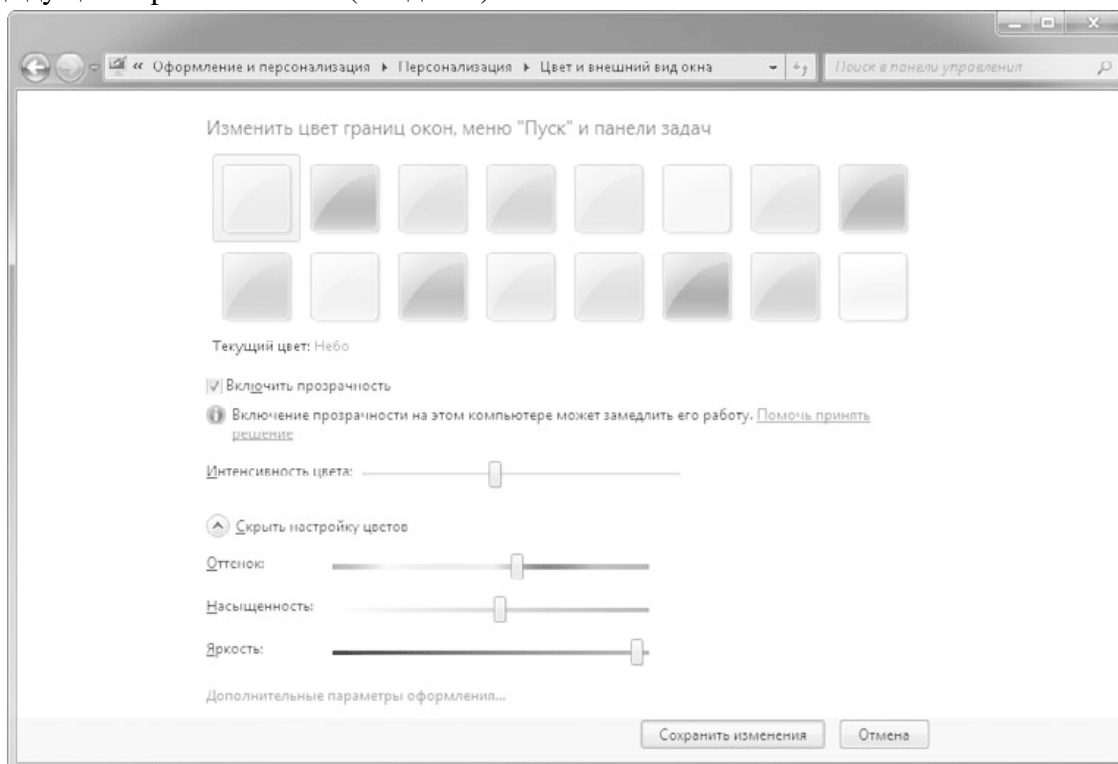 « Оформление и персонализация ▸ Персонализация ▸ Цвет и внешний вид окна
Поиск в панели управления
Изменить цвет границ окон, меню "Пуск" и панели задач
Текущий цвет: Небо
Включить прозрачность
Включение прозрачности на этом компьютере может замедлить его работу. Помочь принять
решение
Интенсивность цвета:
Скрыть настройку цветов
Оттенок:
Насыщенность:
Яркость:
Дополнительные параметры оформления...
Сохранить изменения
Отмена